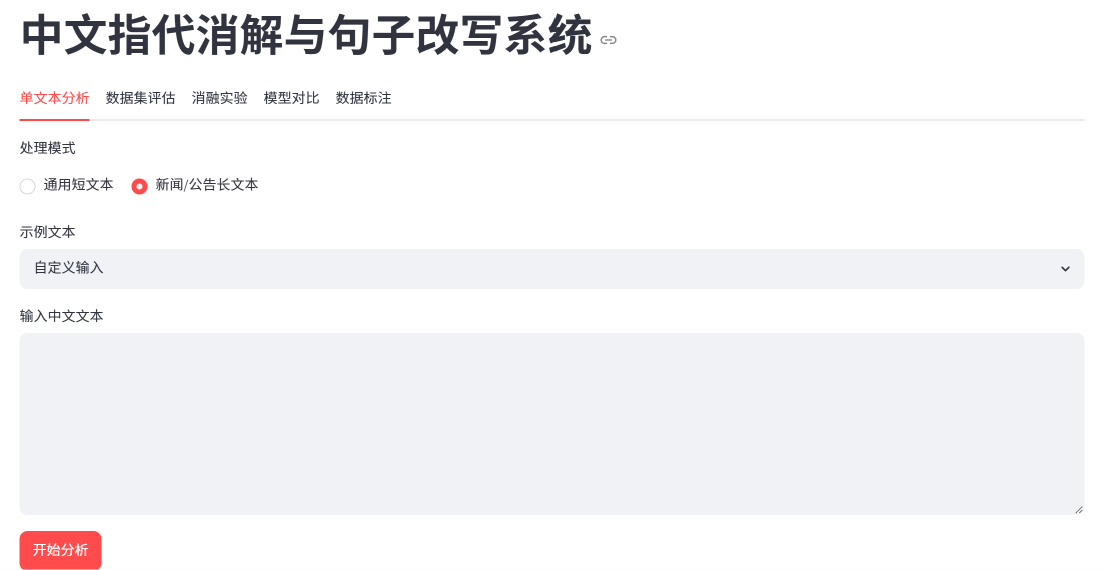 中文指代消解与句子改写系统
单文本分析 数据集评估 消融实验 模型对比 数据标注
处理模式
通用短文本 新闻/公告长文本
示例文本
自定义输入
输入中文文本
开始分析